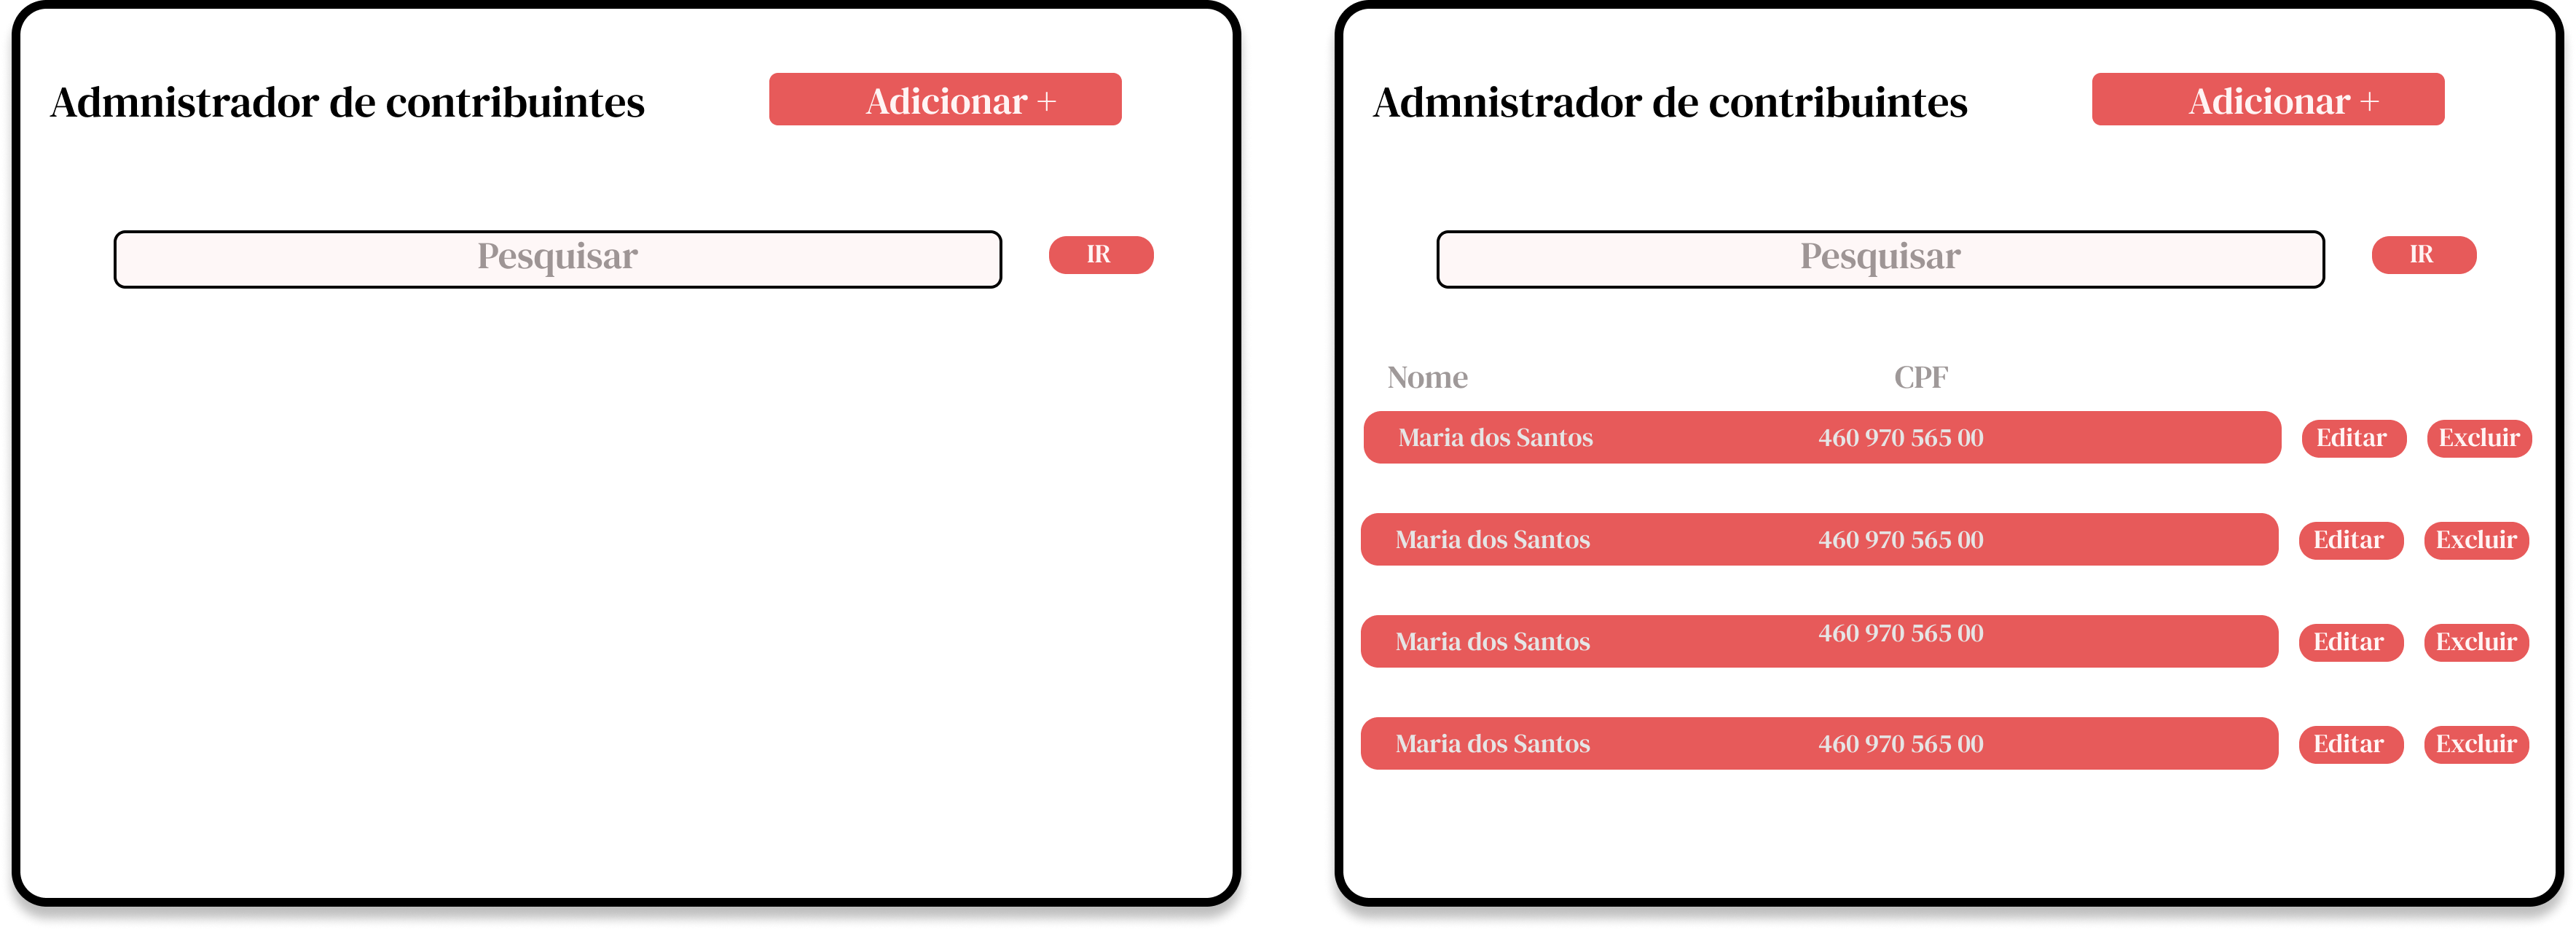 Admnistrador de contribuintes
Adicionar +
Pesquisar
IR
Admnistrador de contribuintes
Adicionar +
Pesquisar
IR
Nome CPF
Maria dos Santos 460 970 565 00 Editar Excluir
Maria dos Santos 460 970 565 00 Editar Excluir
Maria dos Santos 460 970 565 00 Editar Excluir
Maria dos Santos 460 970 565 00 Editar Excluir